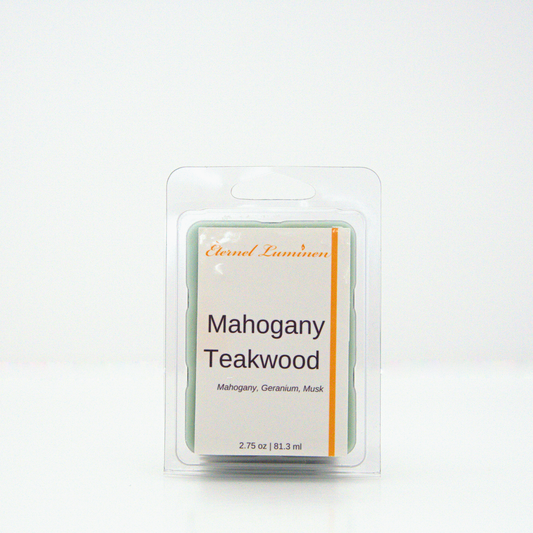 Eternel Luminen
Mahogany
Teakwood
Mahogany, Geranium, Musk
2.75 oz | 81.3 ml